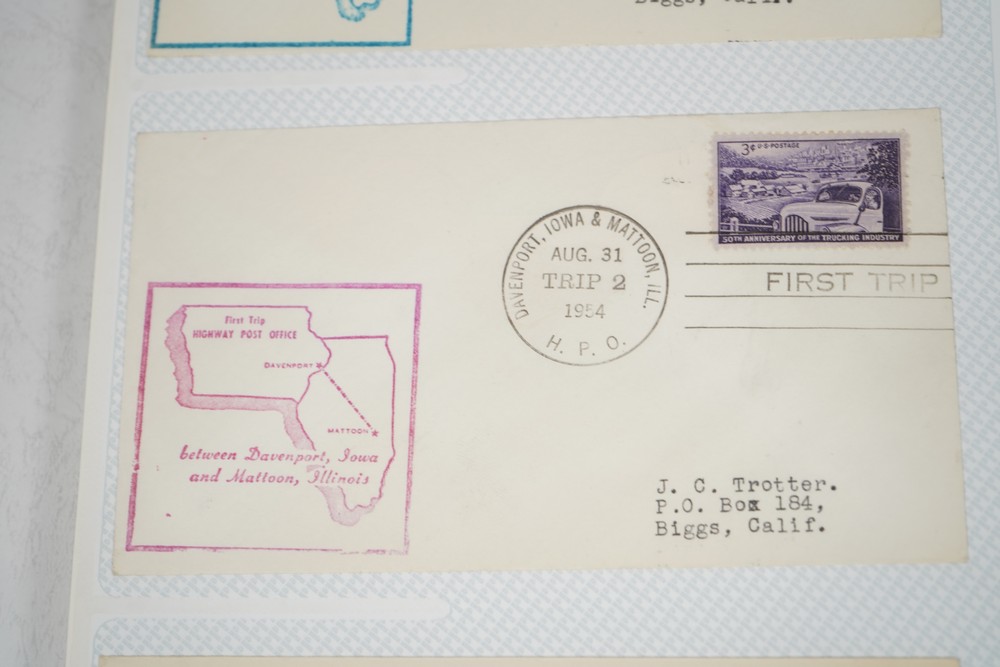 Biggs, Calif.
3¢ U.S. POSTAGE
50TH ANNIVERSARY OF THE TRUCKING INDUSTRY
DAVENPORT, IOWA & MATTOON, ILL.
AUG. 31
TRIP 2
1954
H. P. O.
FIRST TRIP
First Trip
HIGHWAY POST OFFICE
DAVENPORT
MATTOON
between Davenport, Iowa
and Mattoon, Illinois
J. C. Trotter.
P.O. Box 184,
Biggs, Calif.